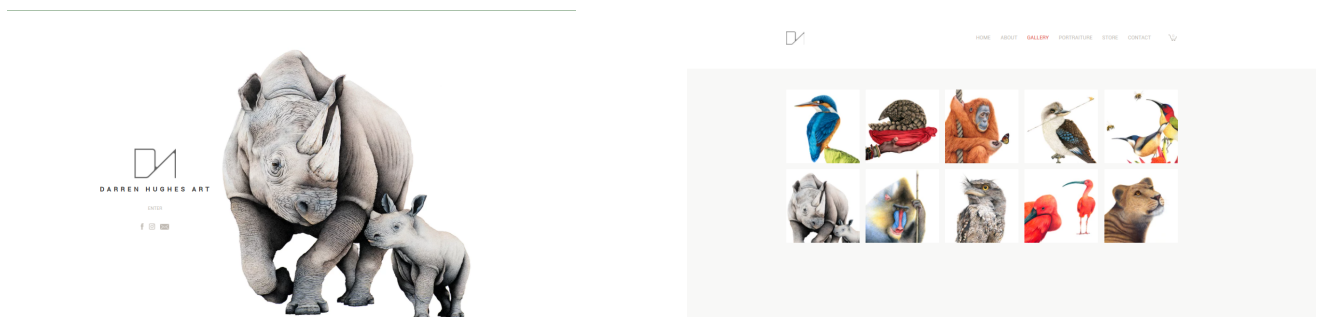 DARREN HUGHES ART
ENTER
HOME ABOUT GALLERY PORTRAITURE STORE CONTACT